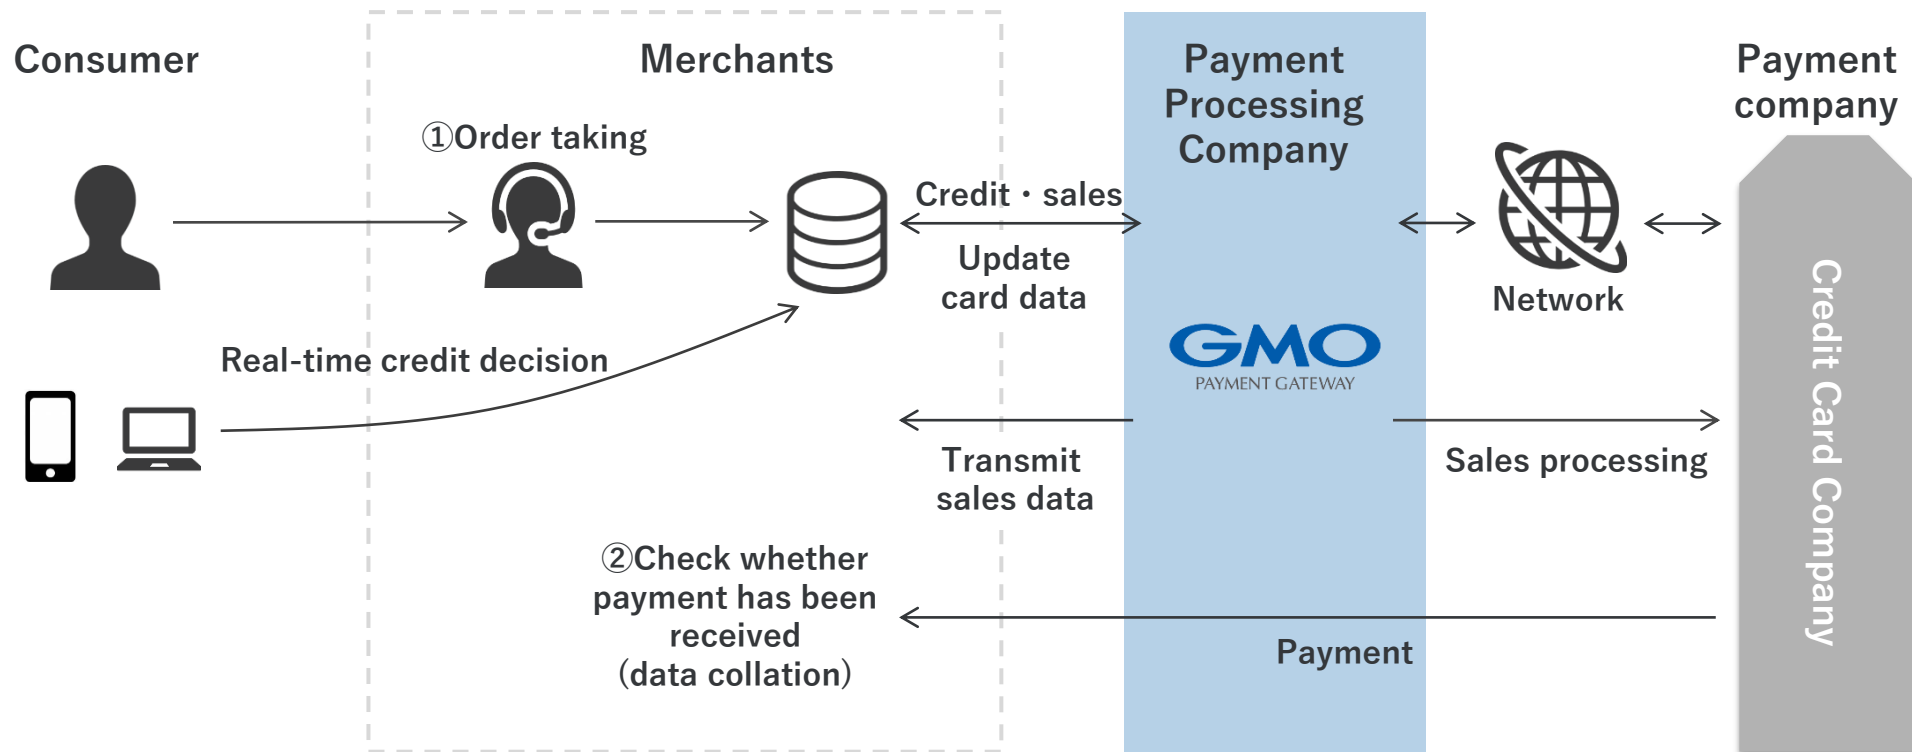 Consumer
Merchants
Payment
Processing
Company
Payment
company
①Order taking
Credit・sales
Update
card data
Network
Real-time credit decision
GMO
PAYMENT GATEWAY
Credit Card Company
Transmit
sales data
Sales processing
②Check whether
payment has been
received
(data collation)
Payment